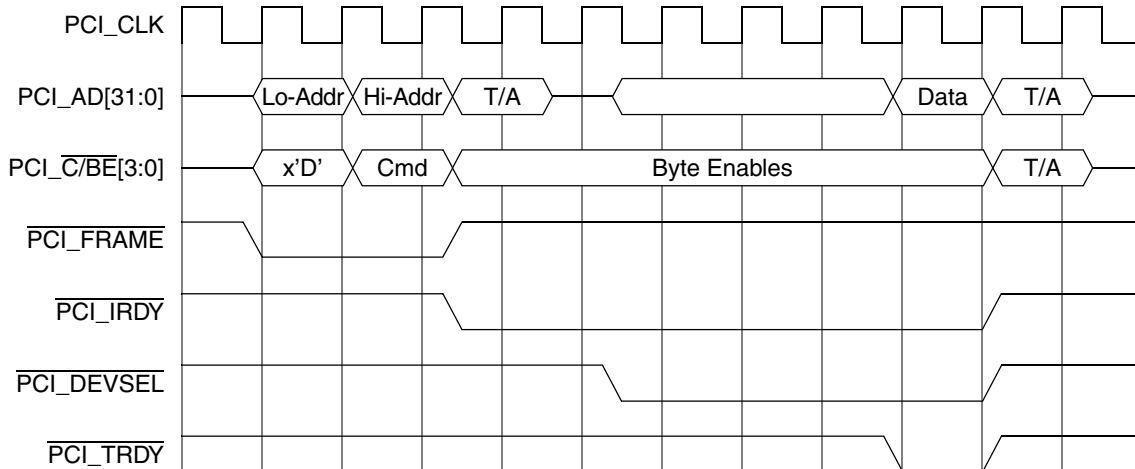 PCI_CLK
PCI_AD[31:0] Lo-Addr Hi-Addr T/A Data T/A
PCI_C/BE[3:0] x’D’ Cmd Byte Enables T/A
PCI_FRAME
PCI_IRDY
PCI_DEVSEL
PCI_TRDY